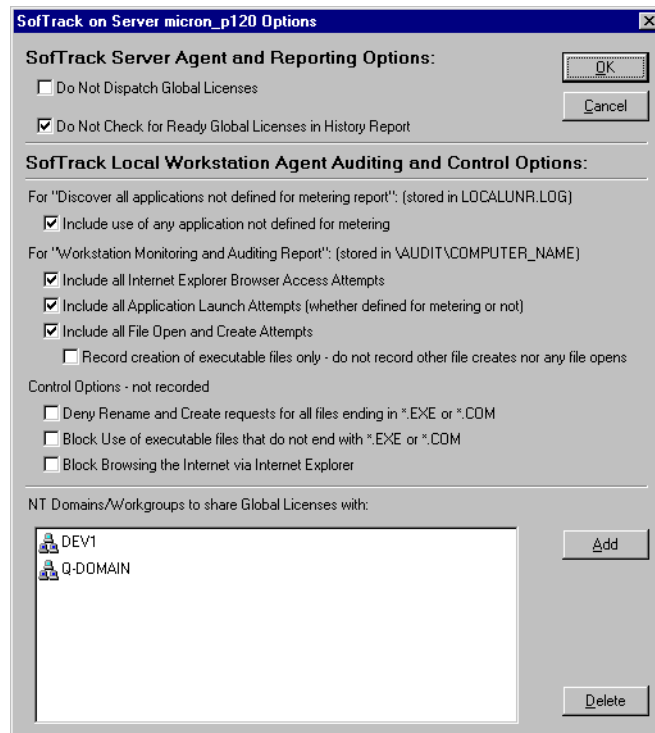 SofTrack on Server micron_p120 Options
SofTrack Server Agent and Reporting Options:
OK
Do Not Dispatch Global Licenses
Cancel
Do Not Check for Ready Global Licenses in History Report
SofTrack Local Workstation Agent Auditing and Control Options:
For "Discover all applications not defined for metering report": (stored in LOCALUNR.LOG)
Include use of any application not defined for metering
For "Workstation Monitoring and Auditing Report": (stored in \AUDIT\COMPUTER_NAME)
Include all Internet Explorer Browser Access Attempts
Include all Application Launch Attempts (whether defined for metering or not)
Include all File Open and Create Attempts
Record creation of executable files only - do not record other file creates nor any file opens
Control Options - not recorded
Deny Rename and Create requests for all files ending in *.EXE or *.COM
Block Use of executable files that do not end with *.EXE or *.COM
Block Browsing the Internet via Internet Explorer
NT Domains/Workgroups to share Global Licenses with:
DEV1
Add
Q-DOMAIN
Delete